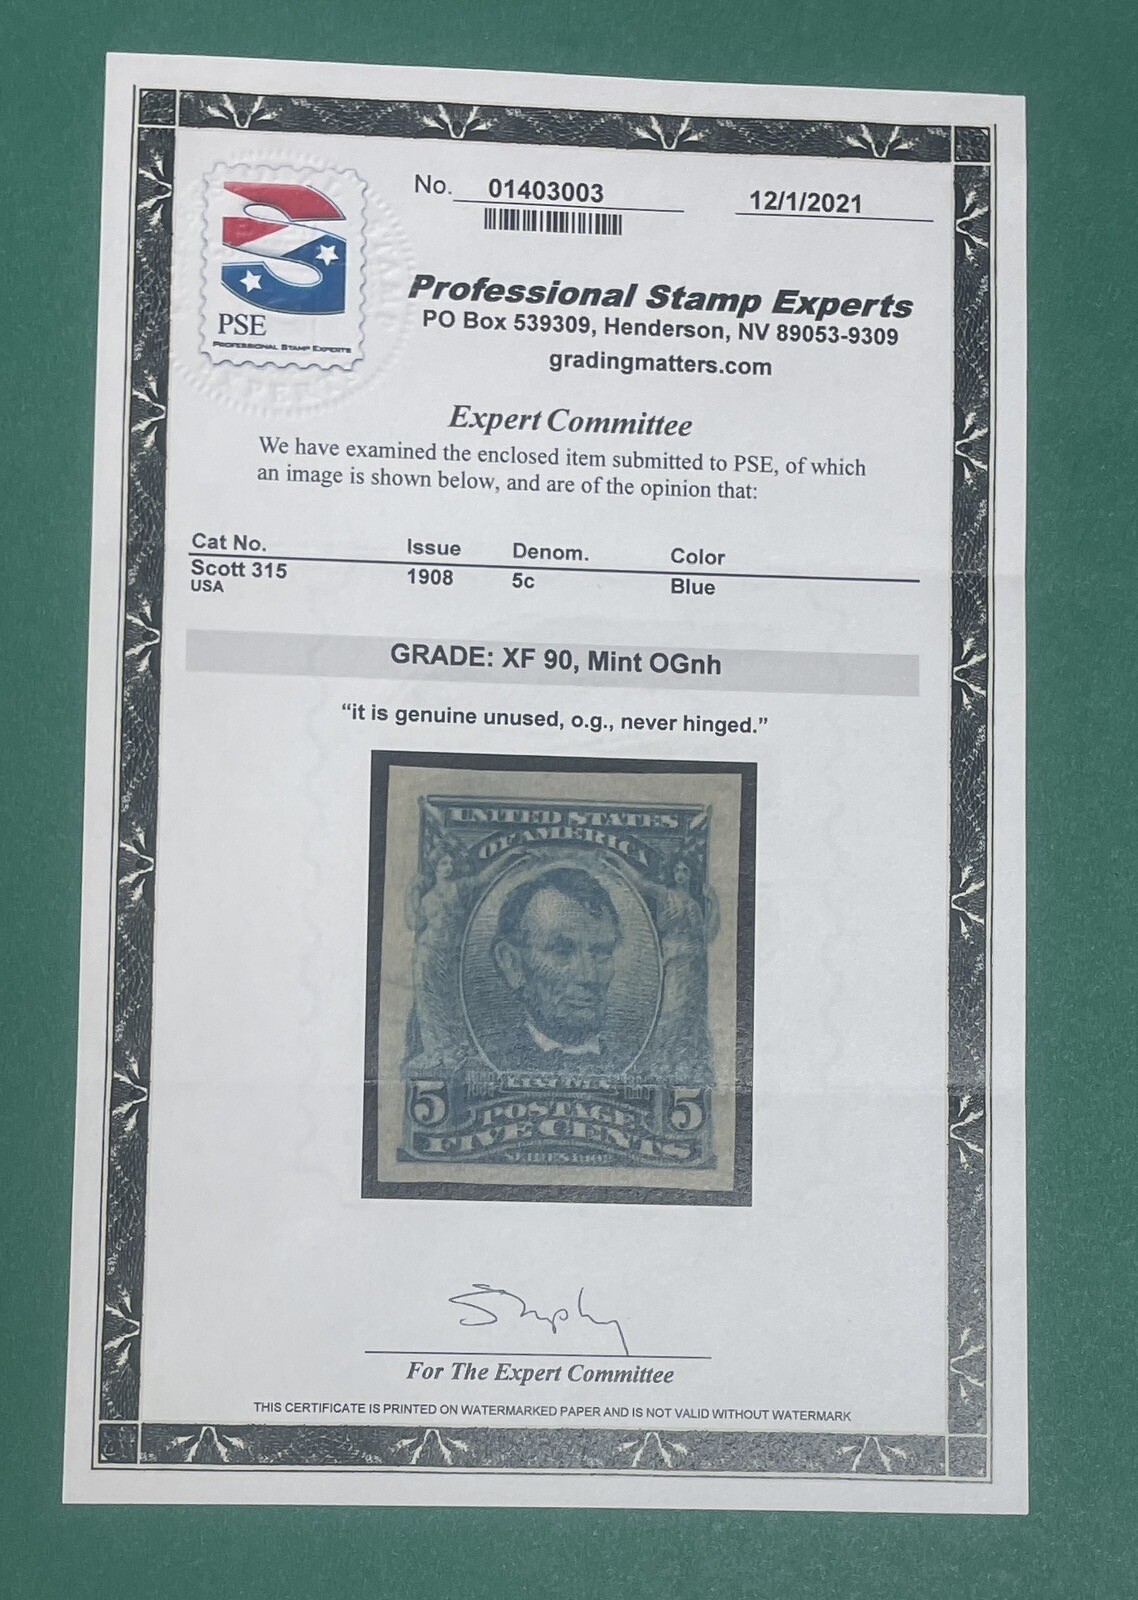 No. 01403003 12/1/2021
PSE
PROFESSIONAL STAMP EXPERTS
Professional Stamp Experts
PO Box 539309, Henderson, NV 89053-9309
gradingmatters.com
Expert Committee
We have examined the enclosed item submitted to PSE, of which
an image is shown below, and are of the opinion that:
Cat No. Issue Denom. Color
Scott 315 1908 5c Blue
USA
GRADE: XF 90, Mint OGnh
“it is genuine unused, o.g., never hinged.”
UNITED STATES
OF AMERICA
5 POSTAGE 5
FIVE CENTS
For The Expert Committee
THIS CERTIFICATE IS PRINTED ON WATERMARKED PAPER AND IS NOT VALID WITHOUT WATERMARK